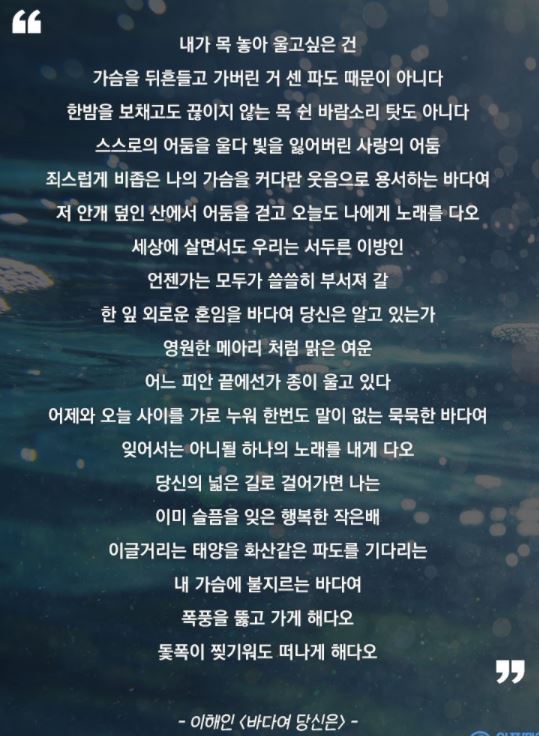 내가 목 놓아 울고싶은 건
가슴을 뒤흔들고 가버린 거 센 파도 때문이 아니다
한밤을 보채고도 끊이지 않는 목 쉰 바람소리 탓도 아니다
스스로의 어둠을 울다 빛을 잃어버린 사랑의 어둠
죄스럽게 비좁은 나의 가슴을 커다란 웃음으로 용서하는 바다여
저 안개 덮인 산에서 어둠을 걷고 오늘도 나에게 노래를 다오
세상에 살면서도 우리는 서두른 이방인
언젠가는 모두가 쓸쓸히 부서져 갈
한 잎 외로운 혼임을 바다여 당신은 알고 있는가
영원한 메아리 처럼 맑은 여운
어느 피안 끝에선가 종이 울고 있다
어제와 오늘 사이를 가로 누워 한번도 말이 없는 묵묵한 바다여
잊어서는 아니될 하나의 노래를 내게 다오
당신의 넓은 길로 걸어가면 나는
이미 슬픔을 잊은 행복한 작은배
이글거리는 태양을 화산같은 파도를 기다리는
내 가슴에 불지르는 바다여
폭풍을 뚫고 가게 해다오
돛폭이 찢기워도 떠나게 해다오
- 이해인 <바다여 당신은> -